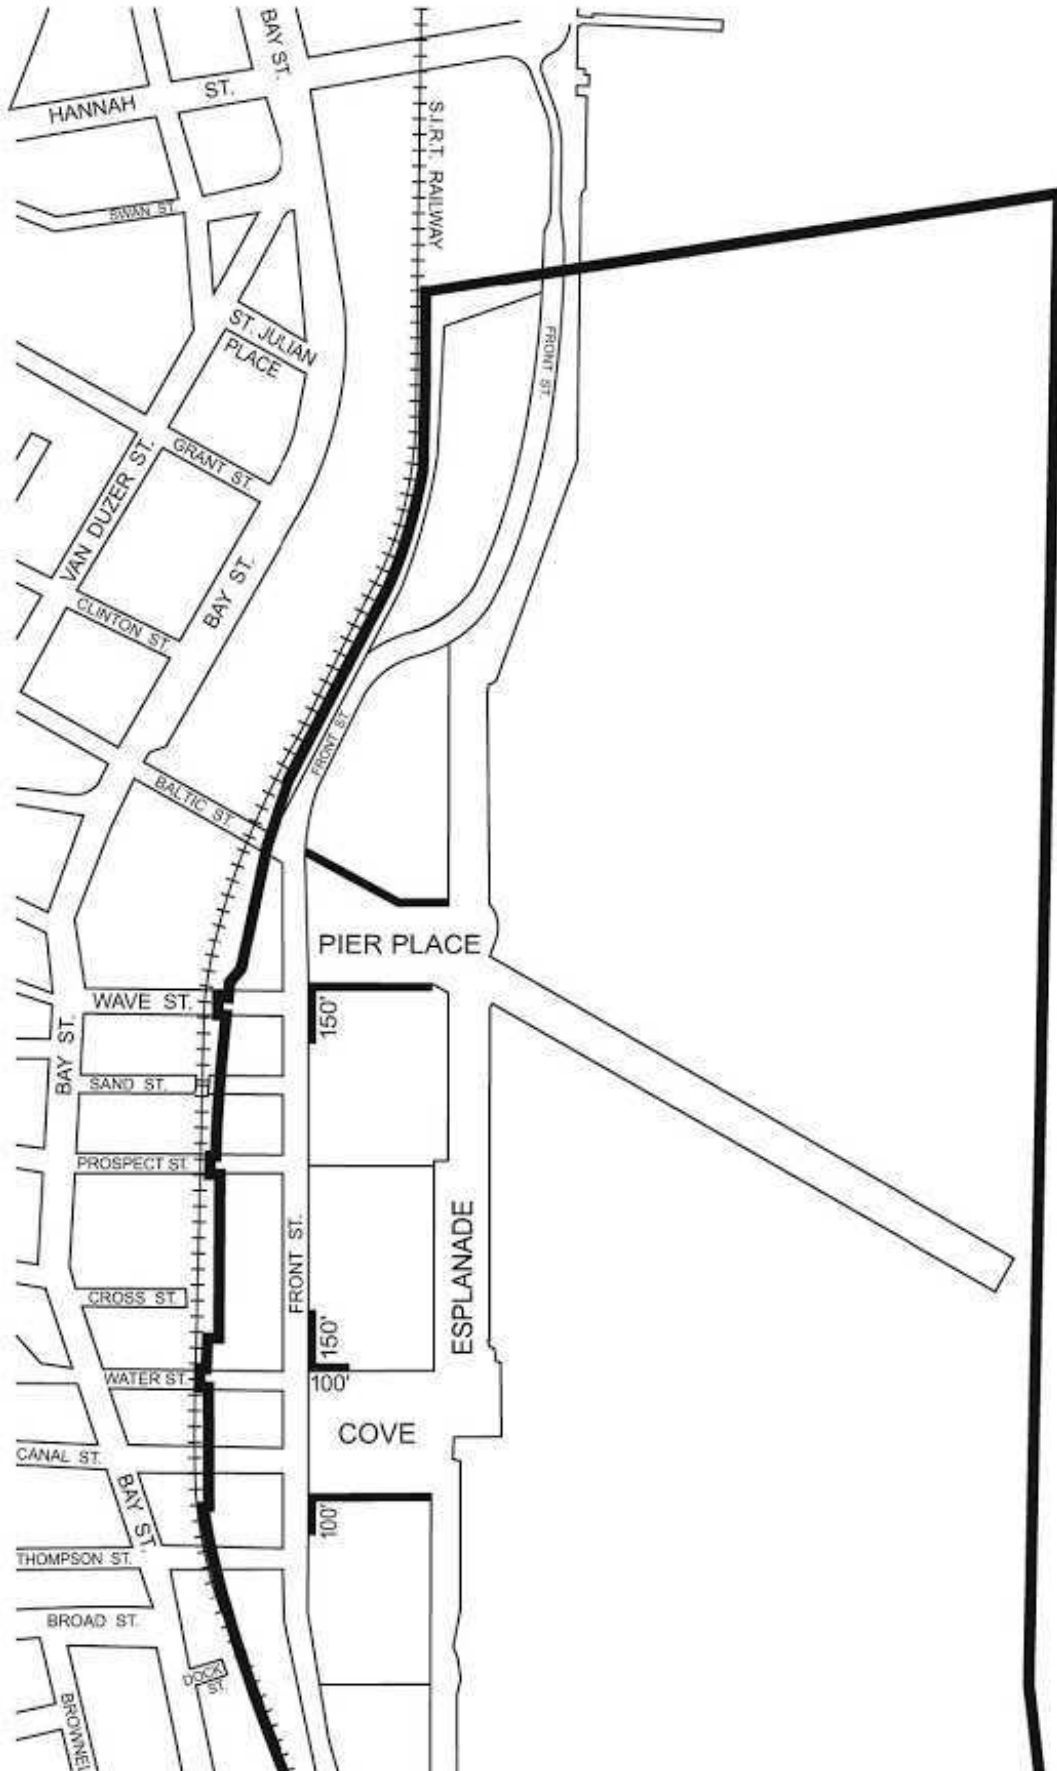 BAY ST.
HANNAH ST.
S.I.R.T. RAILWAY
SWAN ST.
ST. JULIAN
PLACE
FRONT ST.
GRANT ST.
VAN DUZER ST.
BAY ST.
CLINTON ST.
FRONT ST.
BALTIC ST.
PIER PLACE
WAVE ST.
150'
BAY ST.
SAND ST.
PROSPECT ST.
ESPLANADE
FRONT ST.
CROSS ST.
150'
WATER ST.
100'
COVE
CANAL ST.
BAY ST.
100'
THOMPSON ST.
BROAD ST.
DOCK
ST.
BROWNEL